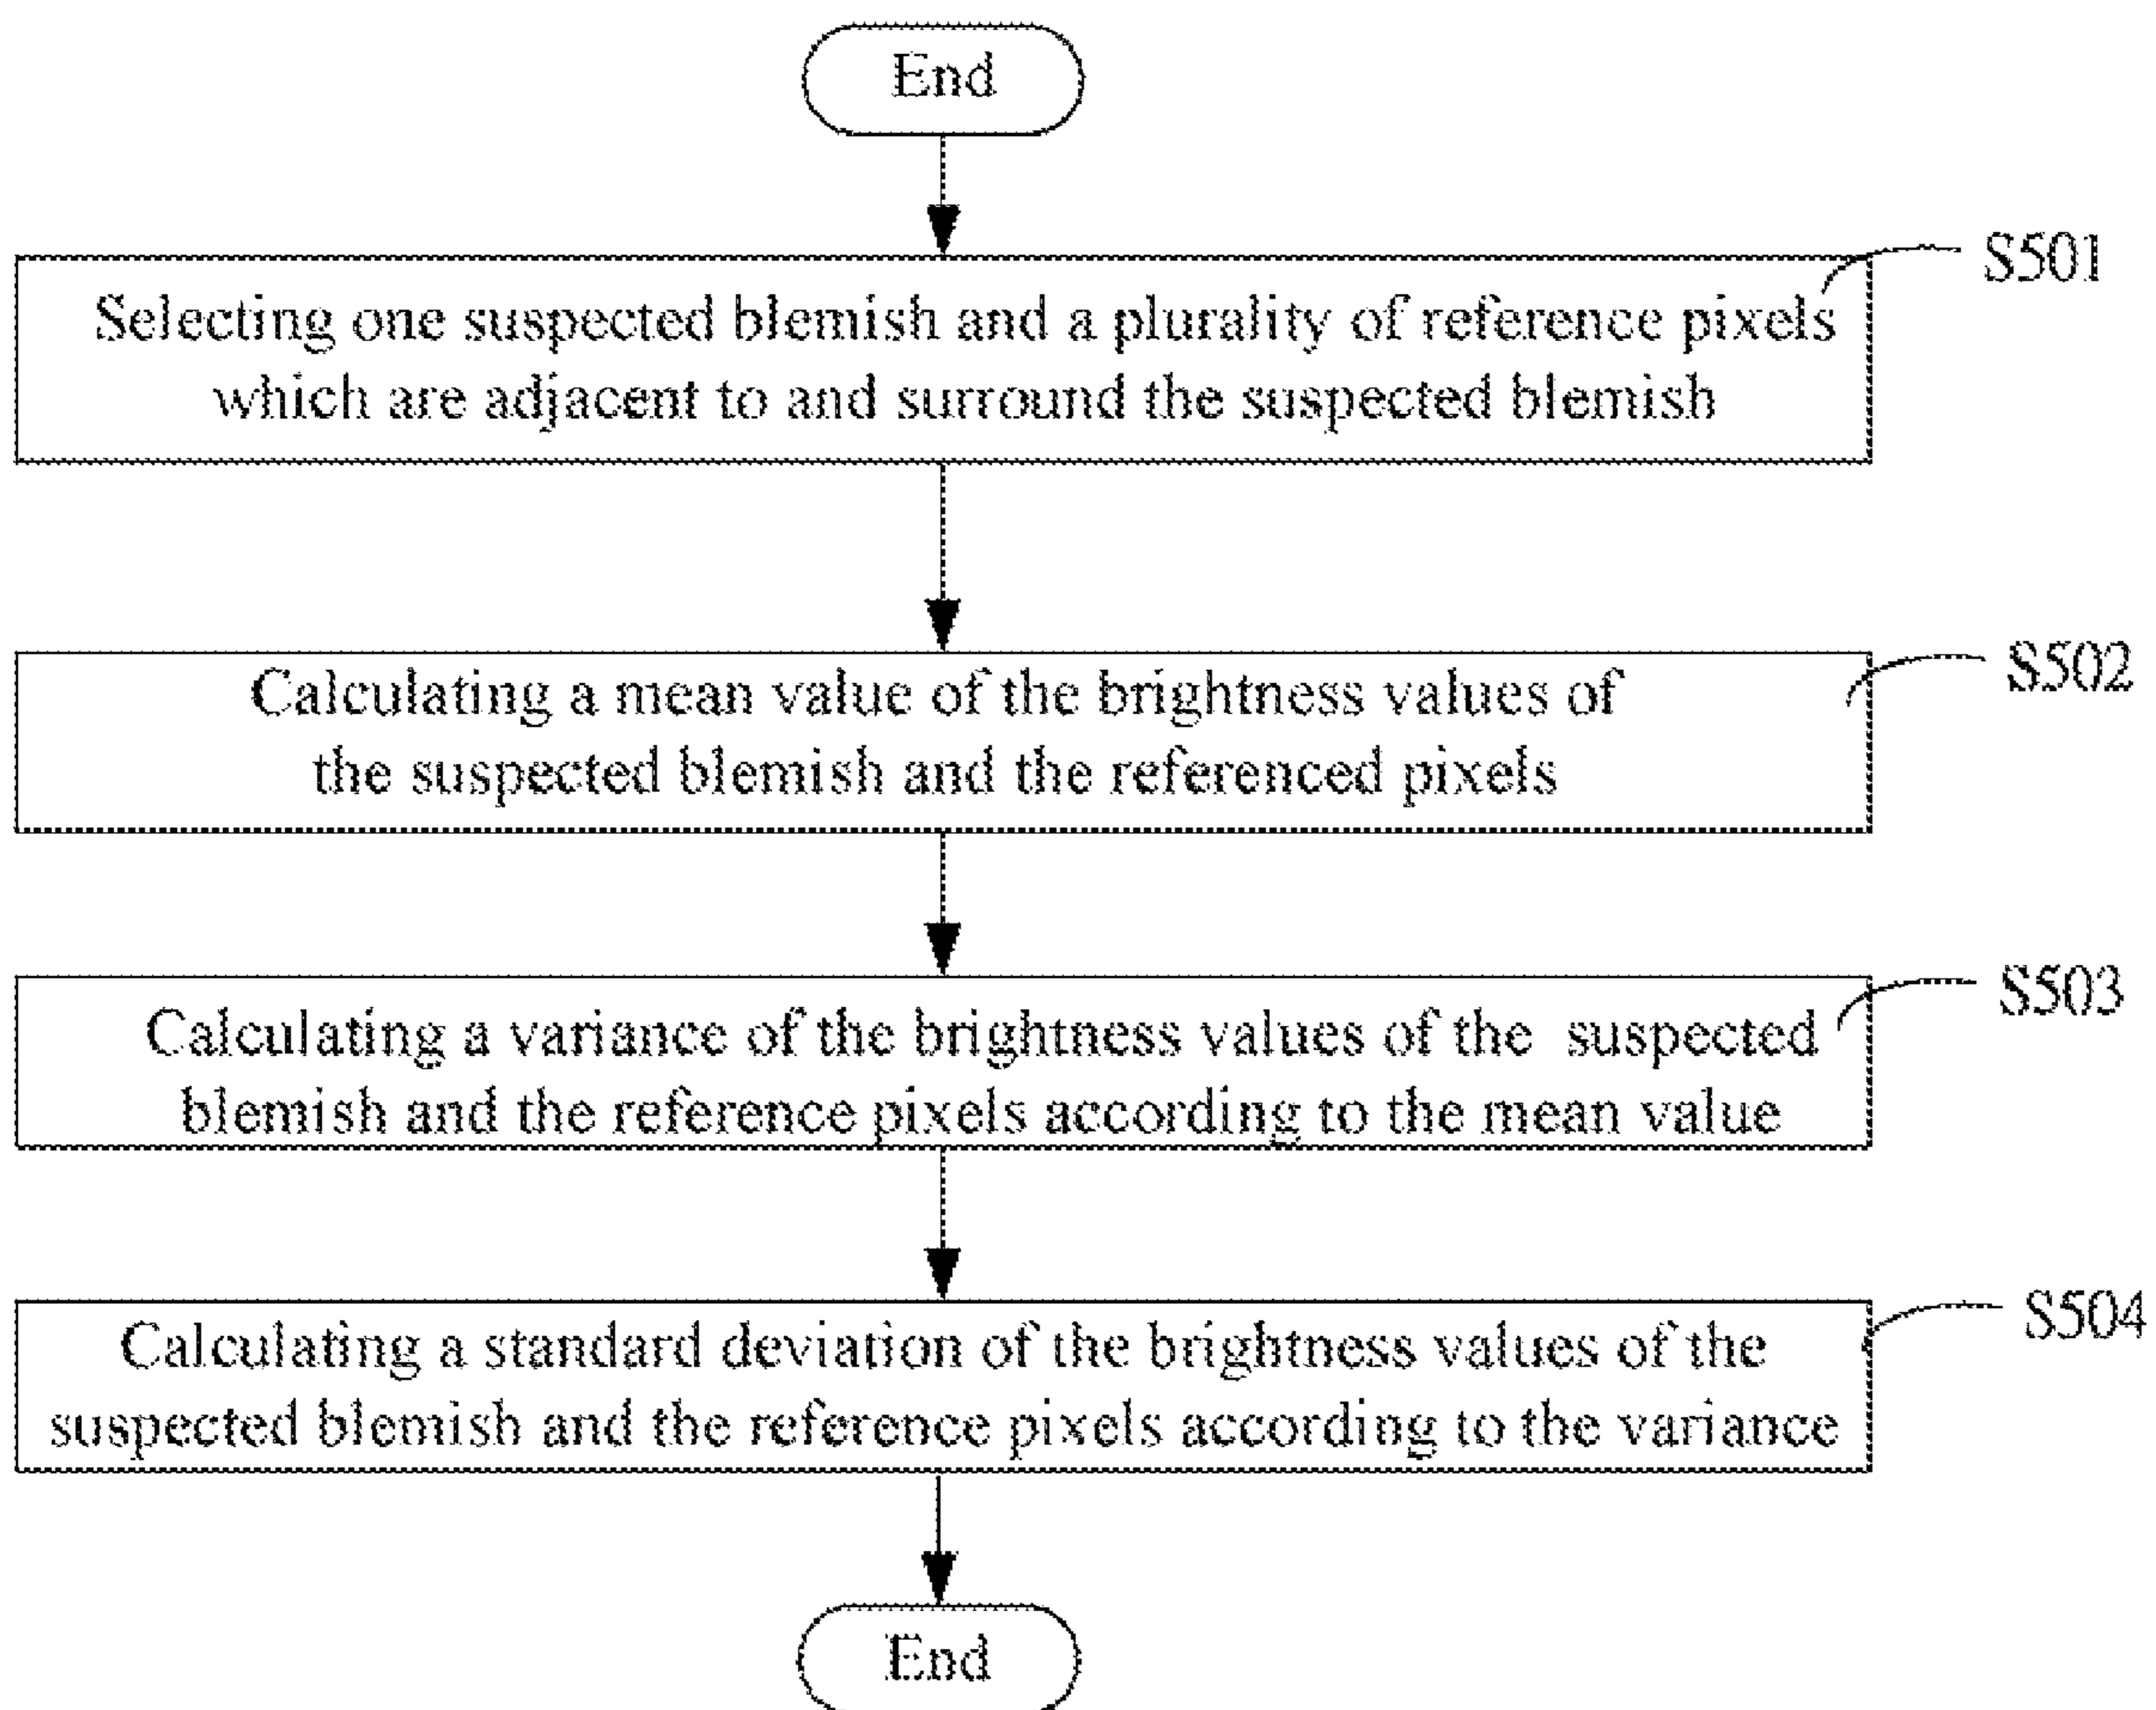 End
S501
Selecting one suspected blemish and a plurality of reference pixels
which are adjacent to and surround the suspected blemish
S502
Calculating a mean value of the brightness values of
the suspected blemish and the referenced pixels
S503
Calculating a variance of the brightness values of the suspected
blemish and the reference pixels according to the mean value
S504
Calculating a standard deviation of the brightness values of the
suspected blemish and the reference pixels according to the variance
End